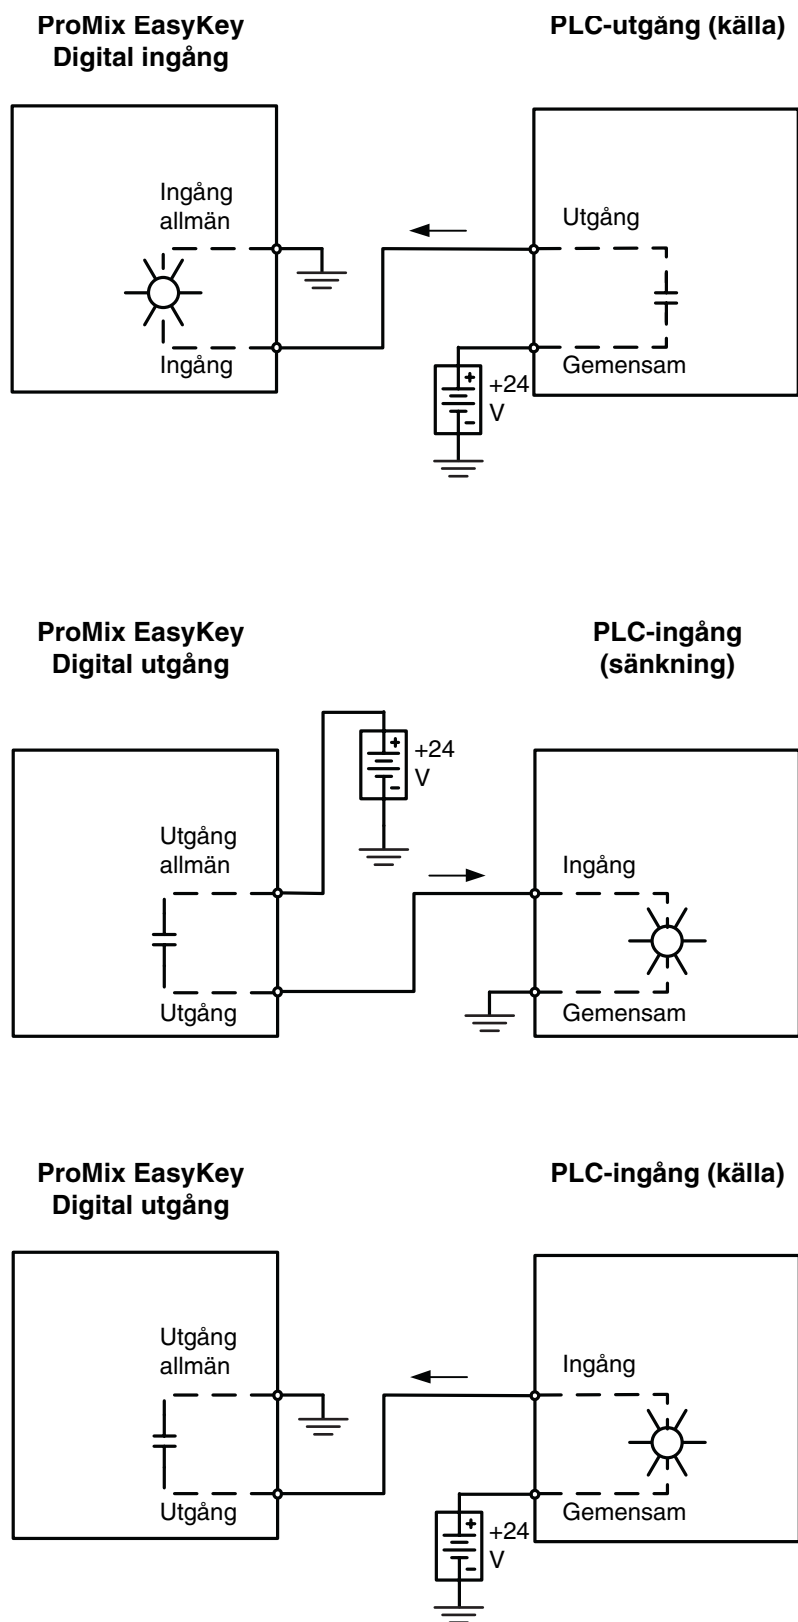 ProMix EasyKey
Digital ingång
PLC-utgång (källa)
Ingång
allmän
Utgång
Ingång
Gemensam
+
+24
V
-
ProMix EasyKey
Digital utgång
PLC-ingång
(sänkning)
+
+24
V
-
Utgång
allmän
Ingång
Utgång
Gemensam
ProMix EasyKey
Digital utgång
PLC-ingång (källa)
Utgång
allmän
Ingång
Utgång
Gemensam
+
+24
V
-